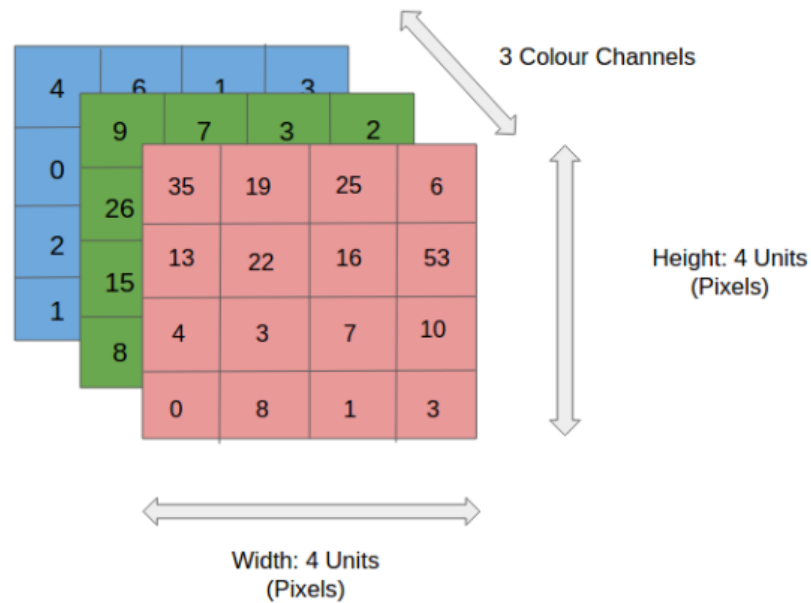 3 Colour Channels
4 6 1 3
9 7 3 2
0
35 19 25 6
26
13 22 16 53
2
15
4 3 7 10
1
8
0 8 1 3
Height: 4 Units
(Pixels)
Width: 4 Units
(Pixels)